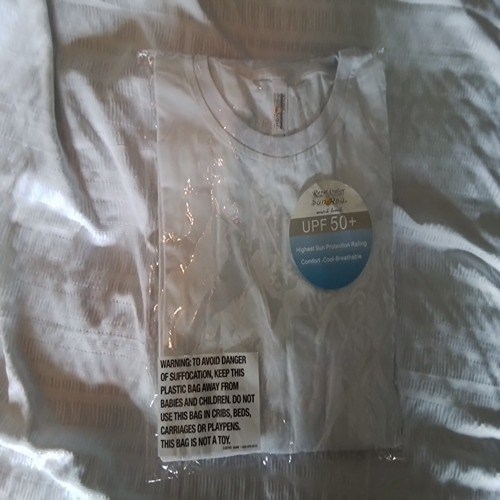 UPF 50+
Highest Sun Protection Rating
Comfort-Cool-Breathable
WARNING: TO AVOID DANGER
OF SUFFOCATION, KEEP THIS
PLASTIC BAG AWAY FROM
BABIES AND CHILDREN. DO NOT
USE THIS BAG IN CRIBS, BEDS,
CARRIAGES OR PLAYPENS.
THIS BAG IS NOT A TOY.